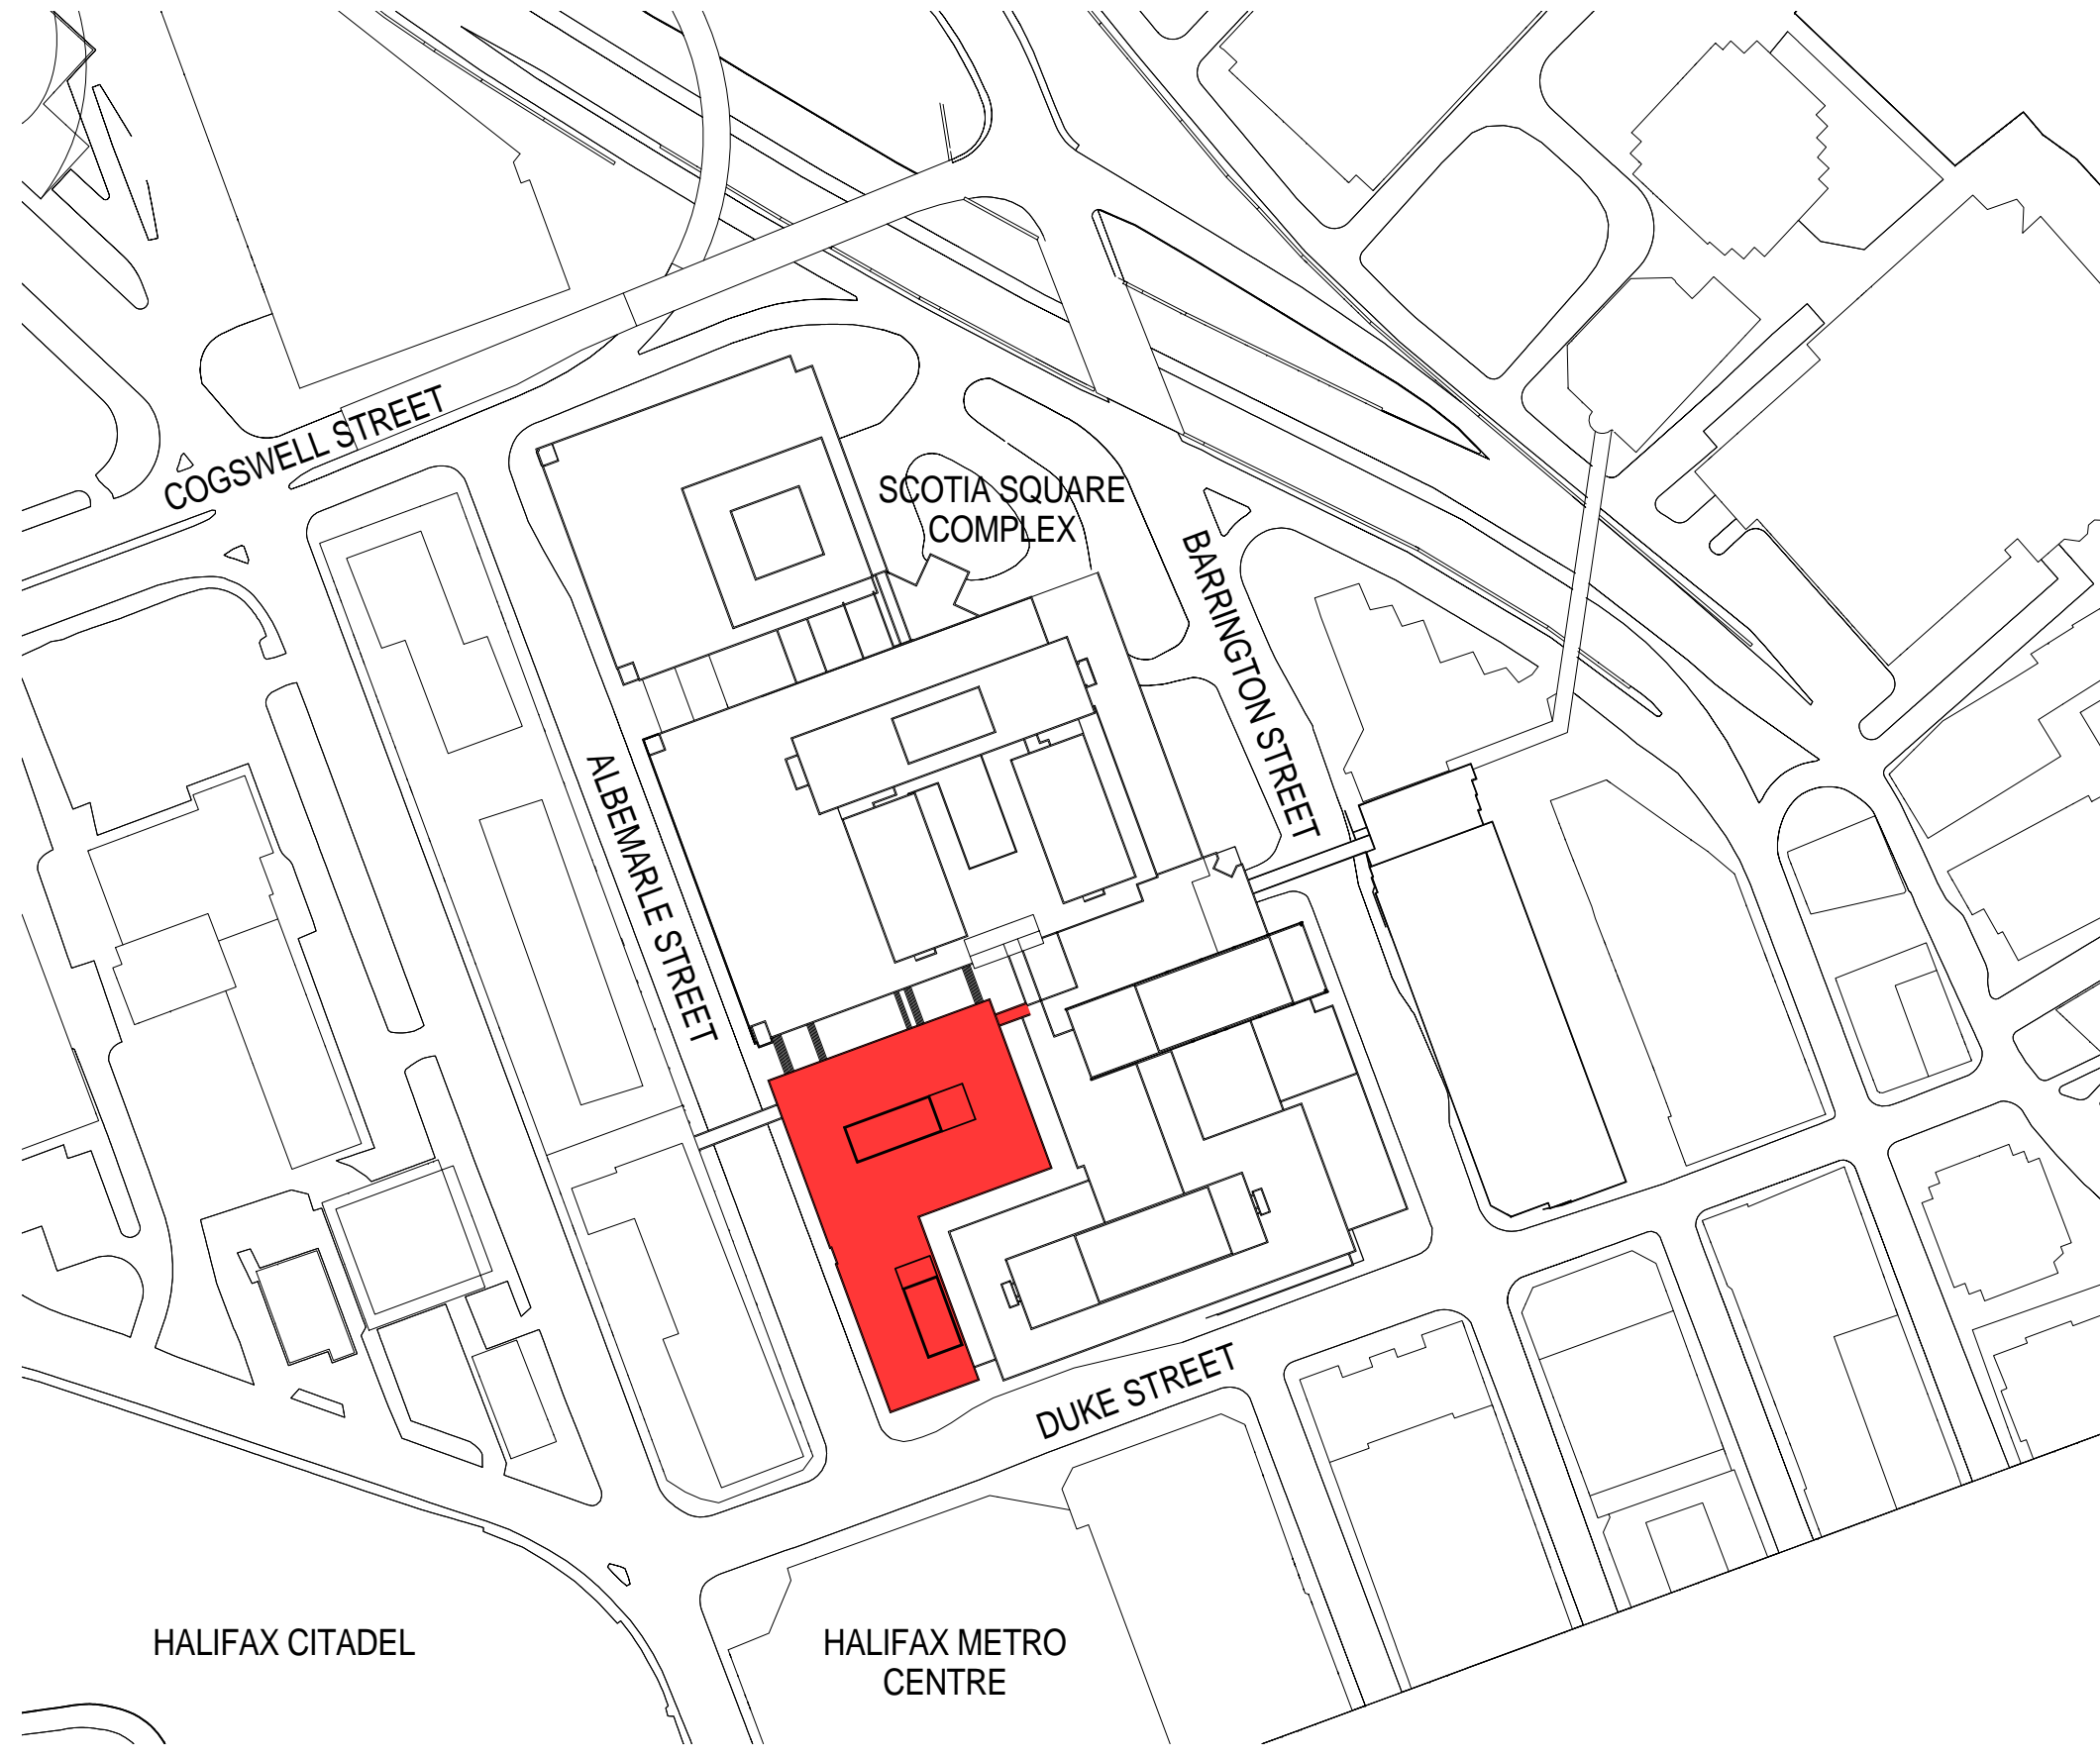 COGSWELL STREET
SCOTIA SQUARE
COMPLEX
BARRINGTON STREET
ALBEMARLE STREET
DUKE STREET
HALIFAX CITADEL
HALIFAX METRO
CENTRE